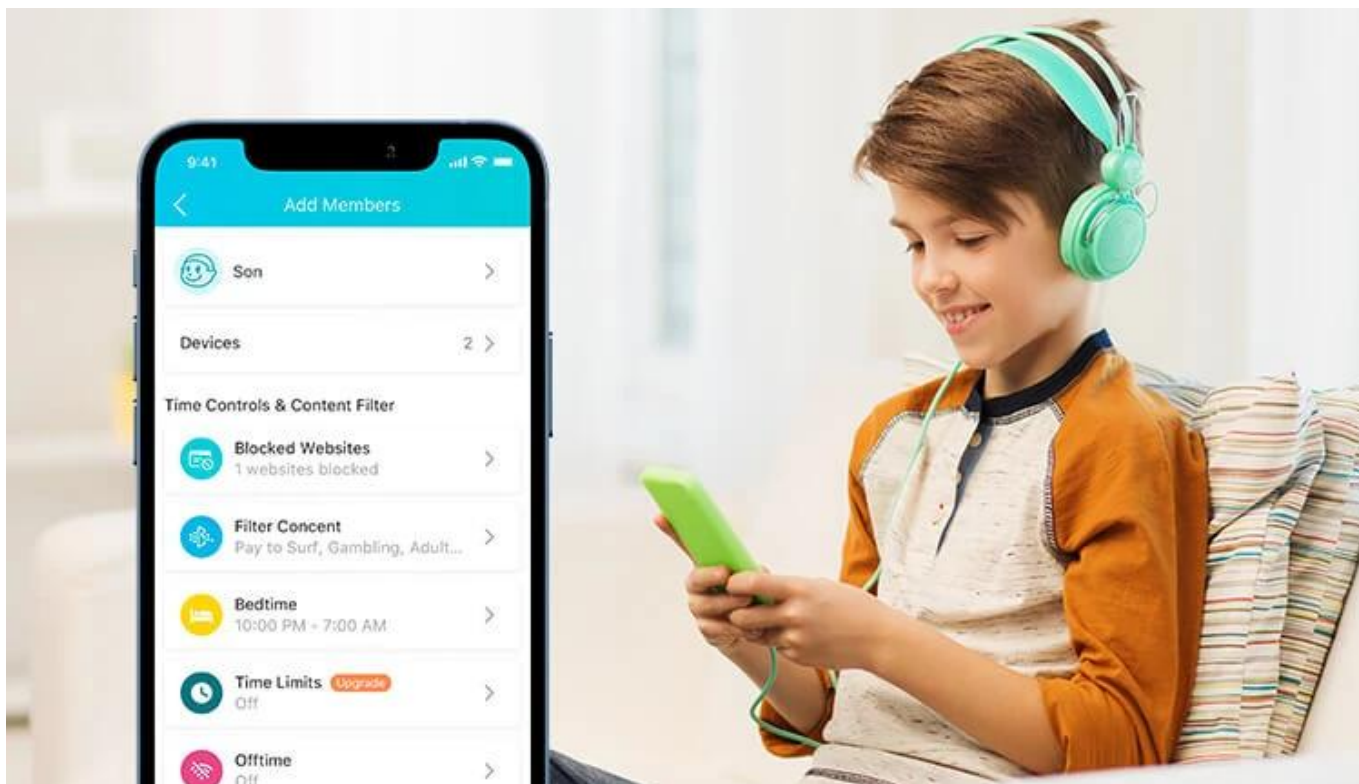 9:41
Add Members
Son
Devices 2
Time Controls & Content Filter
Blocked Websites
1 websites blocked
Filter Concent
Pay to Surf, Gambling, Adult...
Bedtime
10:00 PM - 7:00 AM
Time Limits Upgrade
Off
Offtime
Off